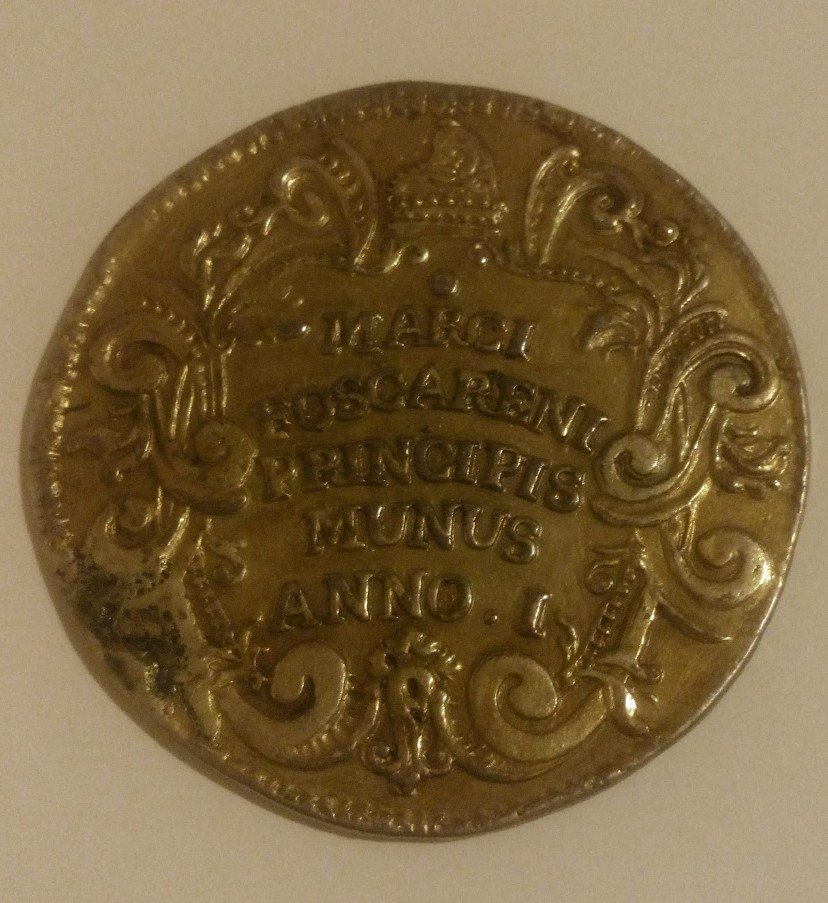 MARCI
FOSCARENI
PRINCIPIS
MUNUS
ANNO . I